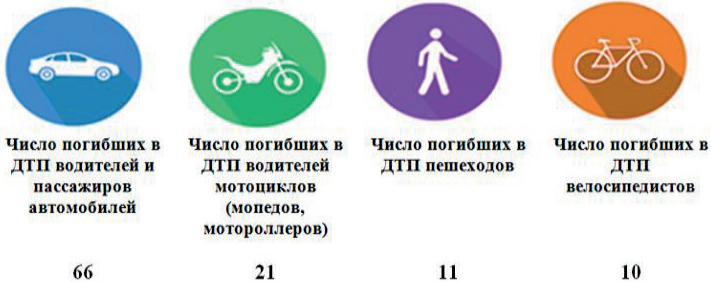 Число погибших в
ДТП водителей и
пассажиров
автомобилей
66
Число погибших в
ДТП водителей
мотоциклов
(мопедов,
мотороллеров)
21
Число погибших в
ДТП пешеходов
11
Число погибших в
ДТП
велосипедистов
10